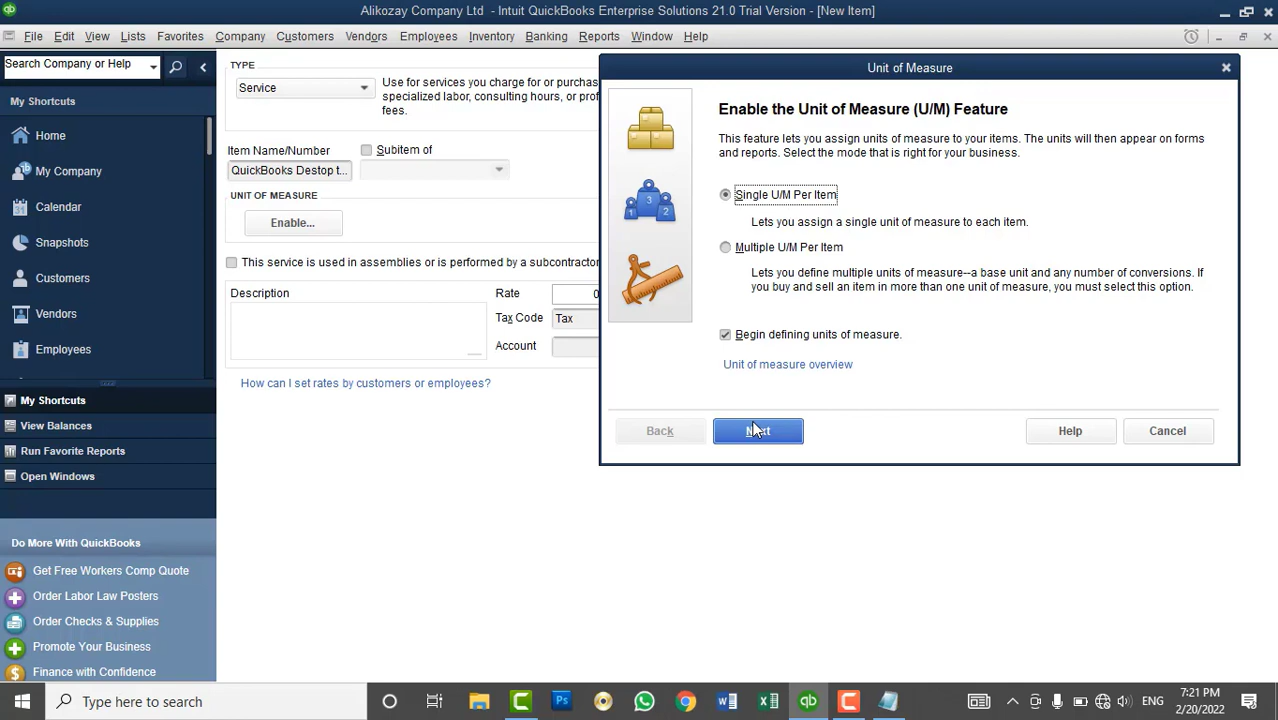 Alikozay Company Ltd - Intuit QuickBooks Enterprise Solutions 21.0 Trial Version - [New Item]
File Edit View Lists Favorites Company Customers Vendors Employees Inventory Banking Reports Window Help
Search Company or Help
My Shortcuts
Home
My Company
Calendar
Snapshots
Customers
Vendors
Employees
My Shortcuts
View Balances
Run Favorite Reports
Open Windows
Do More With QuickBooks
Get Free Workers Comp Quote
Order Labor Law Posters
Order Checks & Supplies
Promote Your Business
Finance with Confidence
TYPE
Service
Use for services you charge for or purchas
specialized labor, consulting hours, or prof
fees.
Item Name/Number
Subitem of
QuickBooks Destop t...
UNIT OF MEASURE
Enable...
This service is used in assemblies or is performed by a subcontractor
Description
Rate
0
Tax Code
Tax
Account
How can I set rates by customers or employees?
Unit of Measure
Enable the Unit of Measure (U/M) Feature
This feature lets you assign units of measure to your items. The units will then appear on forms
and reports. Select the mode that is right for your business.
Single U/M Per Item
Lets you assign a single unit of measure to each item.
Multiple U/M Per Item
Lets you define multiple units of measure--a base unit and any number of conversions. If
you buy and sell an item in more than one unit of measure, you must select this option.
1 3 2
Begin defining units of measure.
Unit of measure overview
Back
Next
Help
Cancel
Type here to search
ENG
7:21 PM
2/20/2022